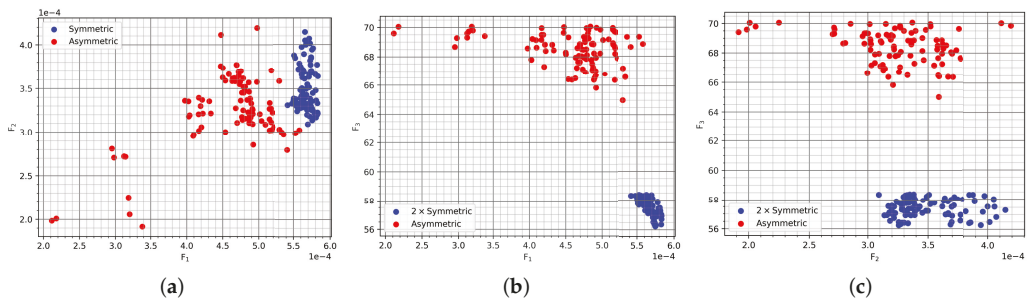 1e−4
Symmetric
Asymmetric
4.0
3.5
3.0
2.5
2.0
F₂
2.0 2.5 3.0 3.5 4.0 4.5 5.0 5.5 6.0
F₁
1e−4
(a)
70
68
66
64
62
60
58
56
F₃
2 × Symmetric
Asymmetric
2.0 2.5 3.0 3.5 4.0 4.5 5.0 5.5 6.0
F₁
1e−4
(b)
70
68
66
64
62
60
58
56
F₃
2 × Symmetric
Asymmetric
2.0 2.5 3.0 3.5 4.0
F₂
1e−4
(c)